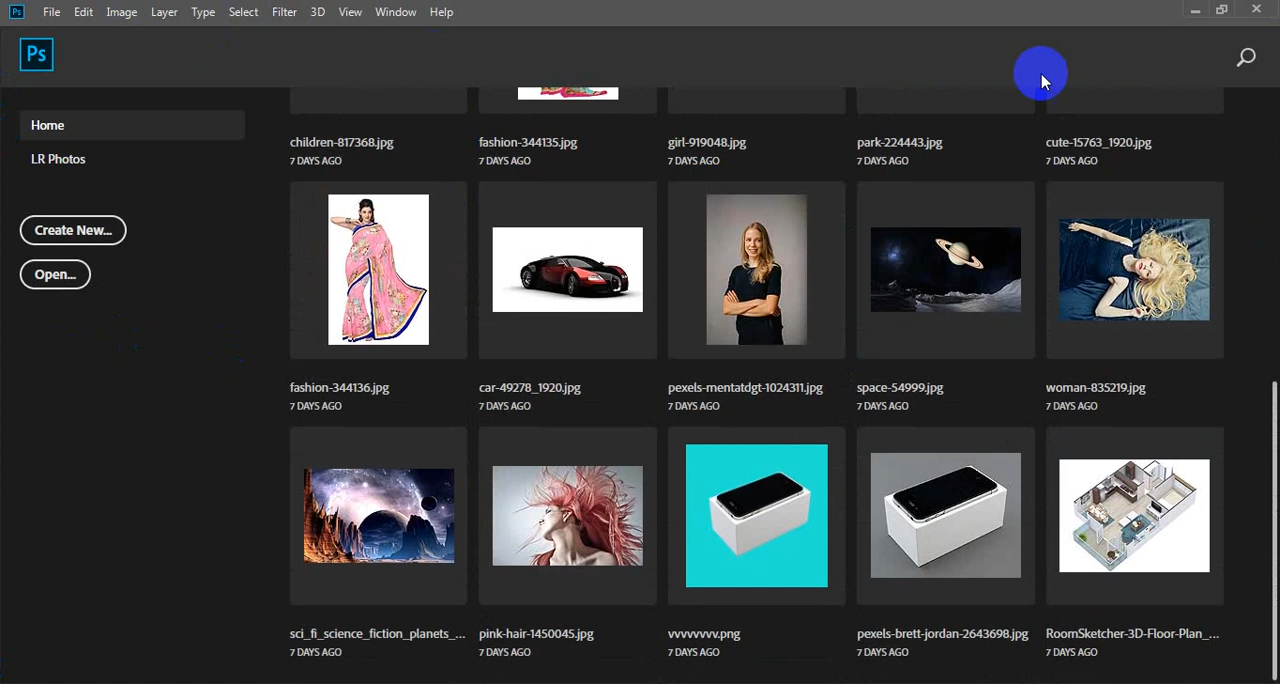 Ps File Edit Image Layer Type Select Filter 3D View Window Help
Ps
Home
LR Photos
Create New...
Open...
children-817368.jpg fashion-344135.jpg girl-919048.jpg park-224443.jpg cute-15763_1920.jpg
7 DAYS AGO 7 DAYS AGO 7 DAYS AGO 7 DAYS AGO 7 DAYS AGO
fashion-344136.jpg car-49278_1920.jpg pexels-mentatdgt-1024311.jpg space-54999.jpg woman-835219.jpg
7 DAYS AGO 7 DAYS AGO 7 DAYS AGO 7 DAYS AGO 7 DAYS AGO
sci_fi_science_fiction_planets_... pink-hair-1450045.jpg vvvvvvvv.png pexels-brett-jordan-2643698.jpg RoomSketcher-3D-Floor-Plan_...
7 DAYS AGO 7 DAYS AGO 7 DAYS AGO 7 DAYS AGO 7 DAYS AGO